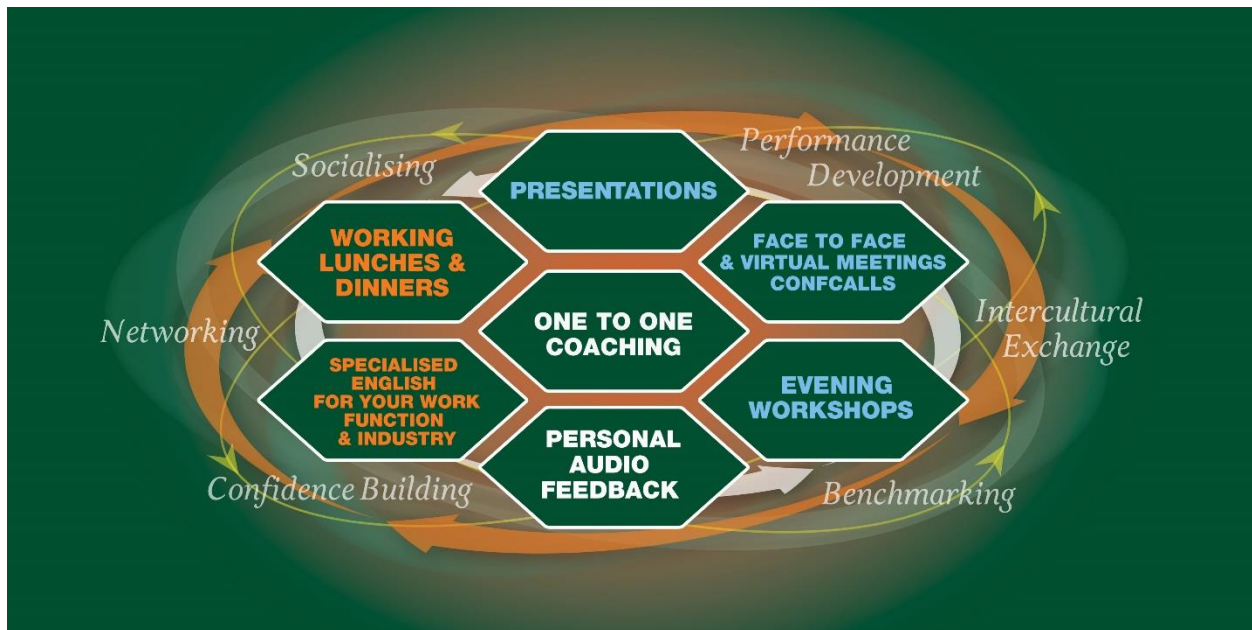 Socialising
Performance
Development
PRESENTATIONS
WORKING
LUNCHES &
DINNERS
FACE TO FACE
& VIRTUAL MEETINGS
CONFCALLS
Networking
ONE TO ONE
COACHING
Intercultural
Exchange
SPECIALISED
ENGLISH
FOR YOUR WORK
FUNCTION
& INDUSTRY
EVENING
WORKSHOPS
PERSONAL
AUDIO
FEEDBACK
Confidence Building
Benchmarking